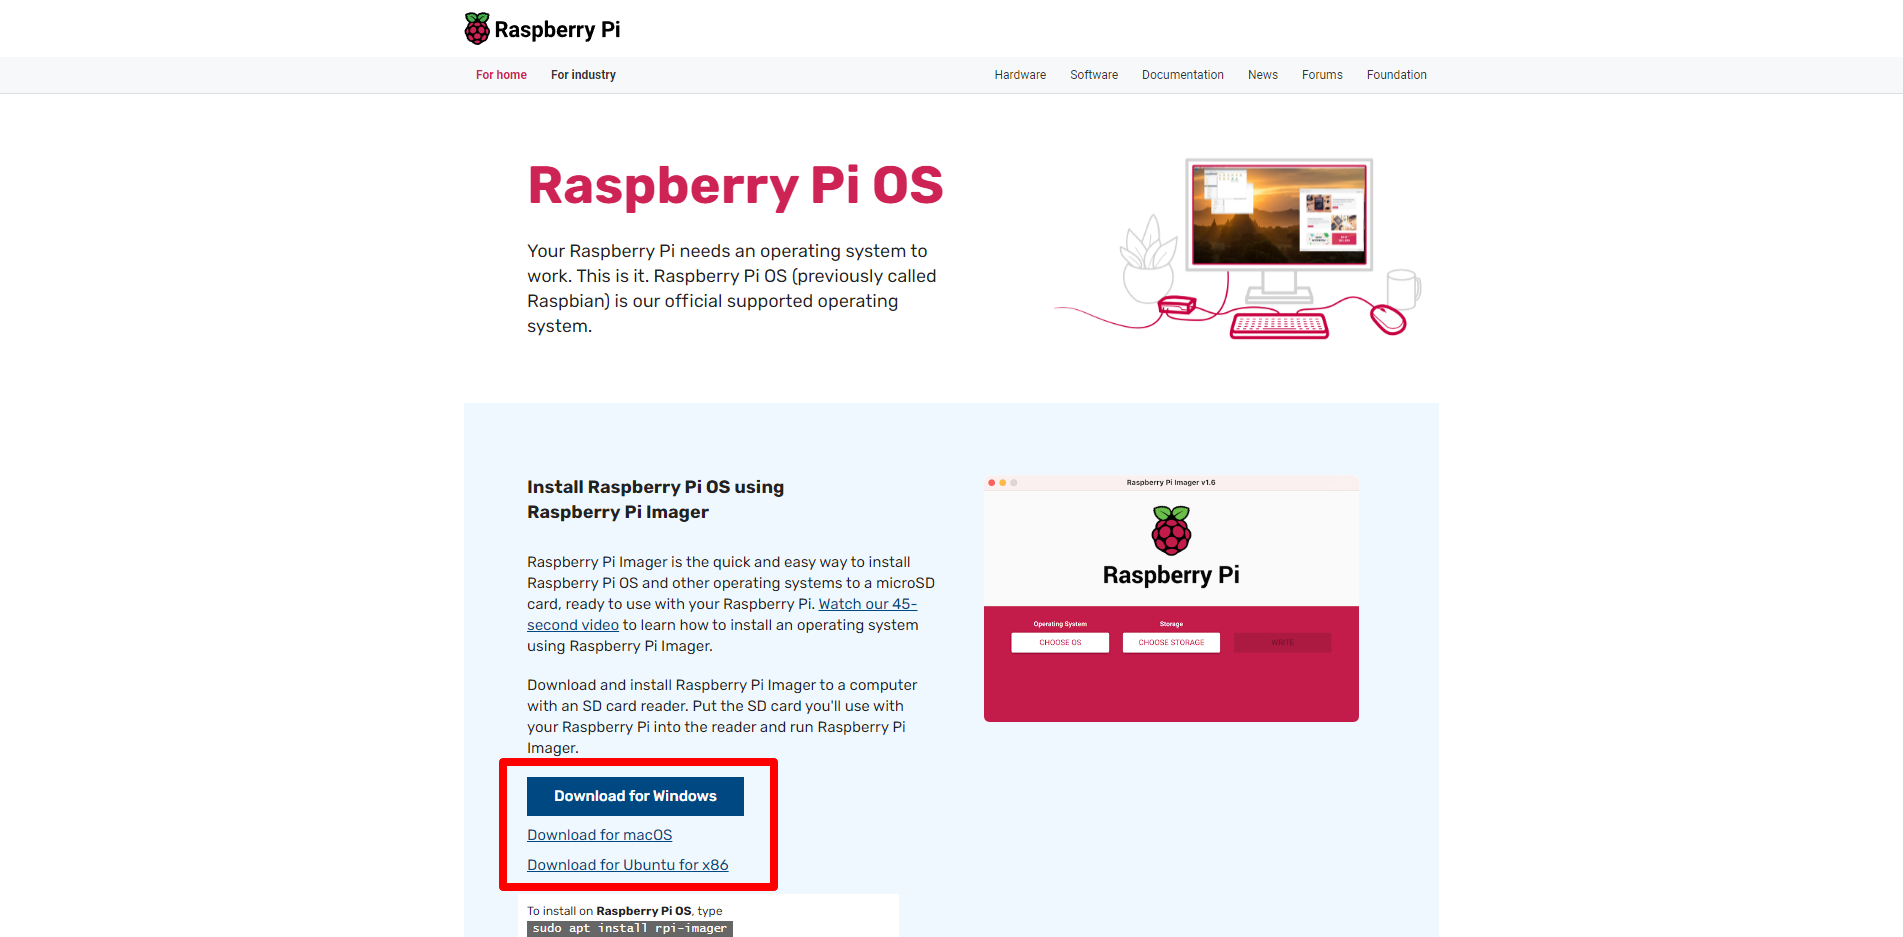 Raspberry Pi
For home
For industry
Hardware
Software
Documentation
News
Forums
Foundation
Raspberry Pi OS
Your Raspberry Pi needs an operating system to
work. This is it. Raspberry Pi OS (previously called
Raspbian) is our official supported operating
system.
Install Raspberry Pi OS using
Raspberry Pi Imager
Raspberry Pi Imager is the quick and easy way to install
Raspberry Pi OS and other operating systems to a microSD
card, ready to use with your Raspberry Pi. Watch our 45-
second video to learn how to install an operating system
using Raspberry Pi Imager.
Download and install Raspberry Pi Imager to a computer
with an SD card reader. Put the SD card you'll use with
your Raspberry Pi into the reader and run Raspberry Pi
Imager.
Download for Windows
Download for macOS
Download for Ubuntu for x86
To install on Raspberry Pi OS, type
sudo apt install rpi-imager
Raspberry Pi Imager v1.6
Raspberry Pi
Operating System
Storage
CHOOSE OS
CHOOSE STORAGE
WRITE